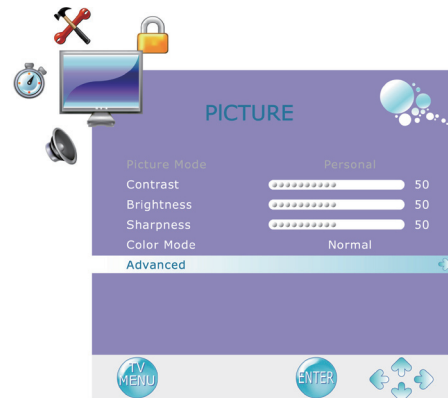 PICTURE
Picture Mode Personal
Contrast 50
Brightness 50
Sharpness 50
Color Mode Normal
Advanced
TV MENU ENTER